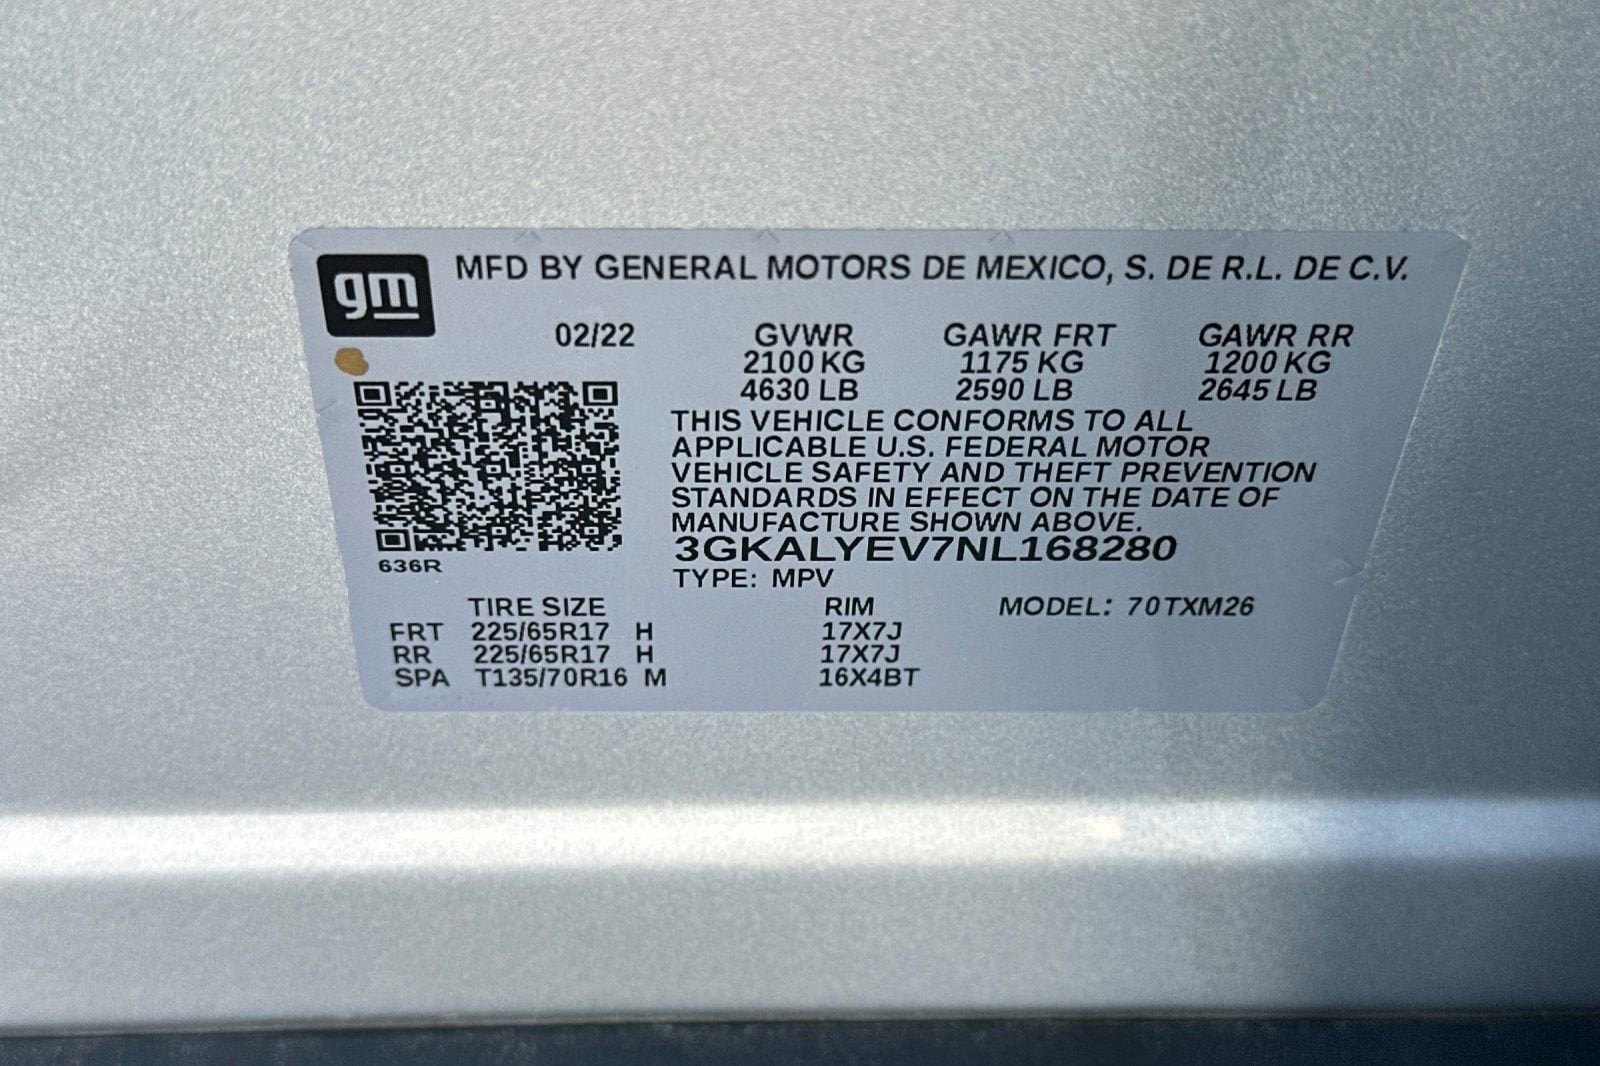 gm
MFD BY GENERAL MOTORS DE MEXICO, S. DE R.L. DE C.V.
02/22 GVWR GAWR FRT GAWR RR
2100 KG 1175 KG 1200 KG
4630 LB 2590 LB 2645 LB
THIS VEHICLE CONFORMS TO ALL
APPLICABLE U.S. FEDERAL MOTOR
VEHICLE SAFETY AND THEFT PREVENTION
STANDARDS IN EFFECT ON THE DATE OF
MANUFACTURE SHOWN ABOVE.
3GKALYEV7NL168280
636R
TYPE: MPV
TIRE SIZE RIM MODEL: 70TXM26
FRT 225/65R17 H 17X7J
RR 225/65R17 H 17X7J
SPA T135/70R16 M 16X4BT